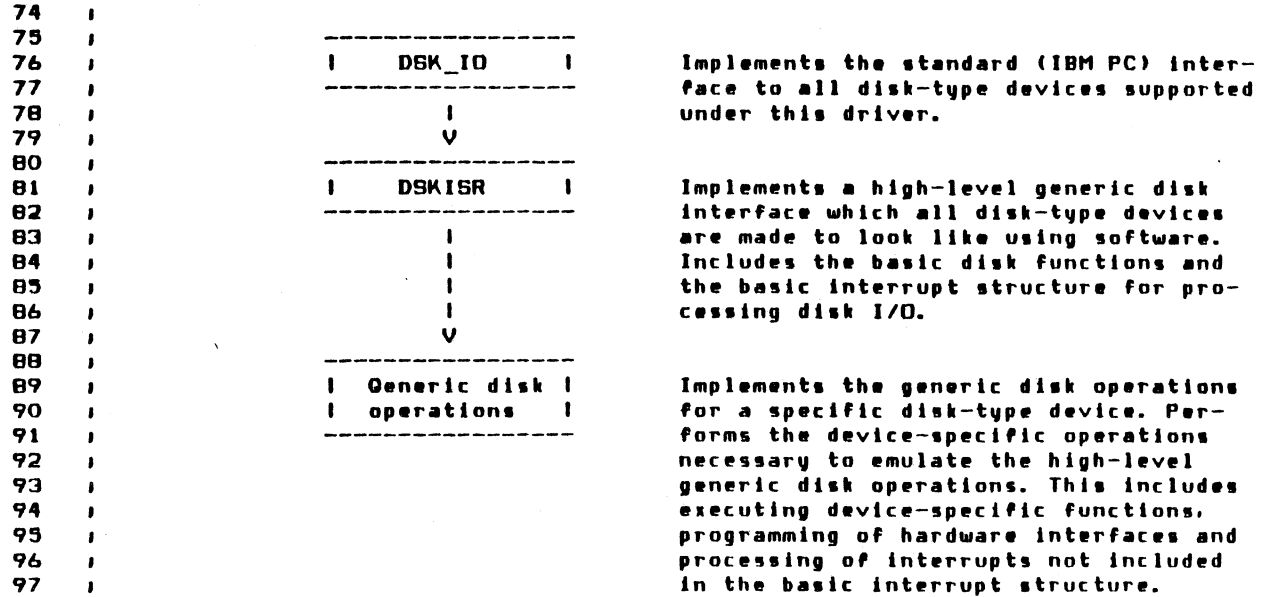 74 ;
75 ; -----------------
76 ; | DSK_IO | Implements the standard (IBM PC) inter-
77 ; ----------------- face to all disk-type devices supported
78 ; | under this driver.
79 ; V
80 ; -----------------
81 ; | DSKISR | Implements a high-level generic disk
82 ; ----------------- interface which all disk-type devices
83 ; | are made to look like using software.
84 ; | Includes the basic disk functions and
85 ; | the basic interrupt structure for pro-
86 ; | cessing disk I/O.
87 ; V
88 ; -----------------
89 ; | Generic disk | Implements the generic disk operations
90 ; | operations | for a specific disk-type device. Per-
91 ; ----------------- forms the device-specific operations
92 ; necessary to emulate the high-level
93 ; generic disk operations. This includes
94 ; executing device-specific functions,
95 ; programming of hardware interfaces and
96 ; processing of interrupts not included
97 ; in the basic interrupt structure.